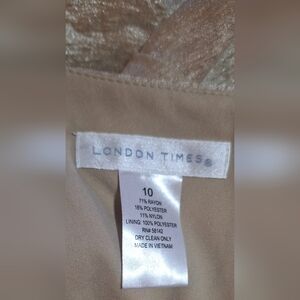 LONDON TIMES®
10
71% RAYON
18% POLYESTER
11% NYLON
LINING: 100% POLYESTER
RN# 58142
DRY CLEAN ONLY
MADE IN VIETNAM